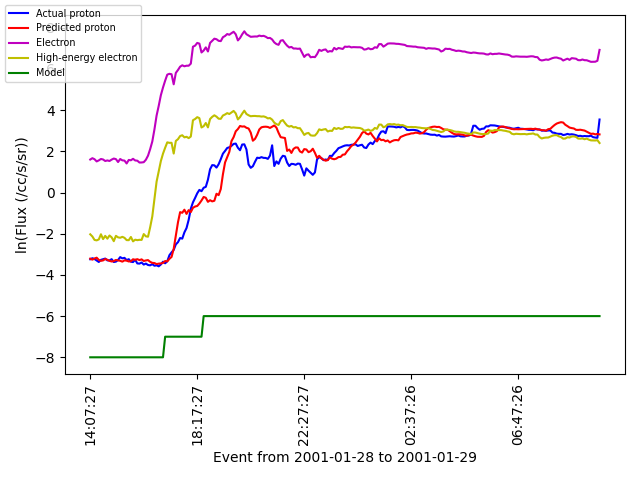 Actual proton
Predicted proton
Electron
High-energy electron
Model
4
2
0
−2
−4
−6
−8
ln(Flux (/cc/s/sr))
14:07:27
18:17:27
22:27:27
02:37:26
06:47:26
Event from 2001-01-28 to 2001-01-29